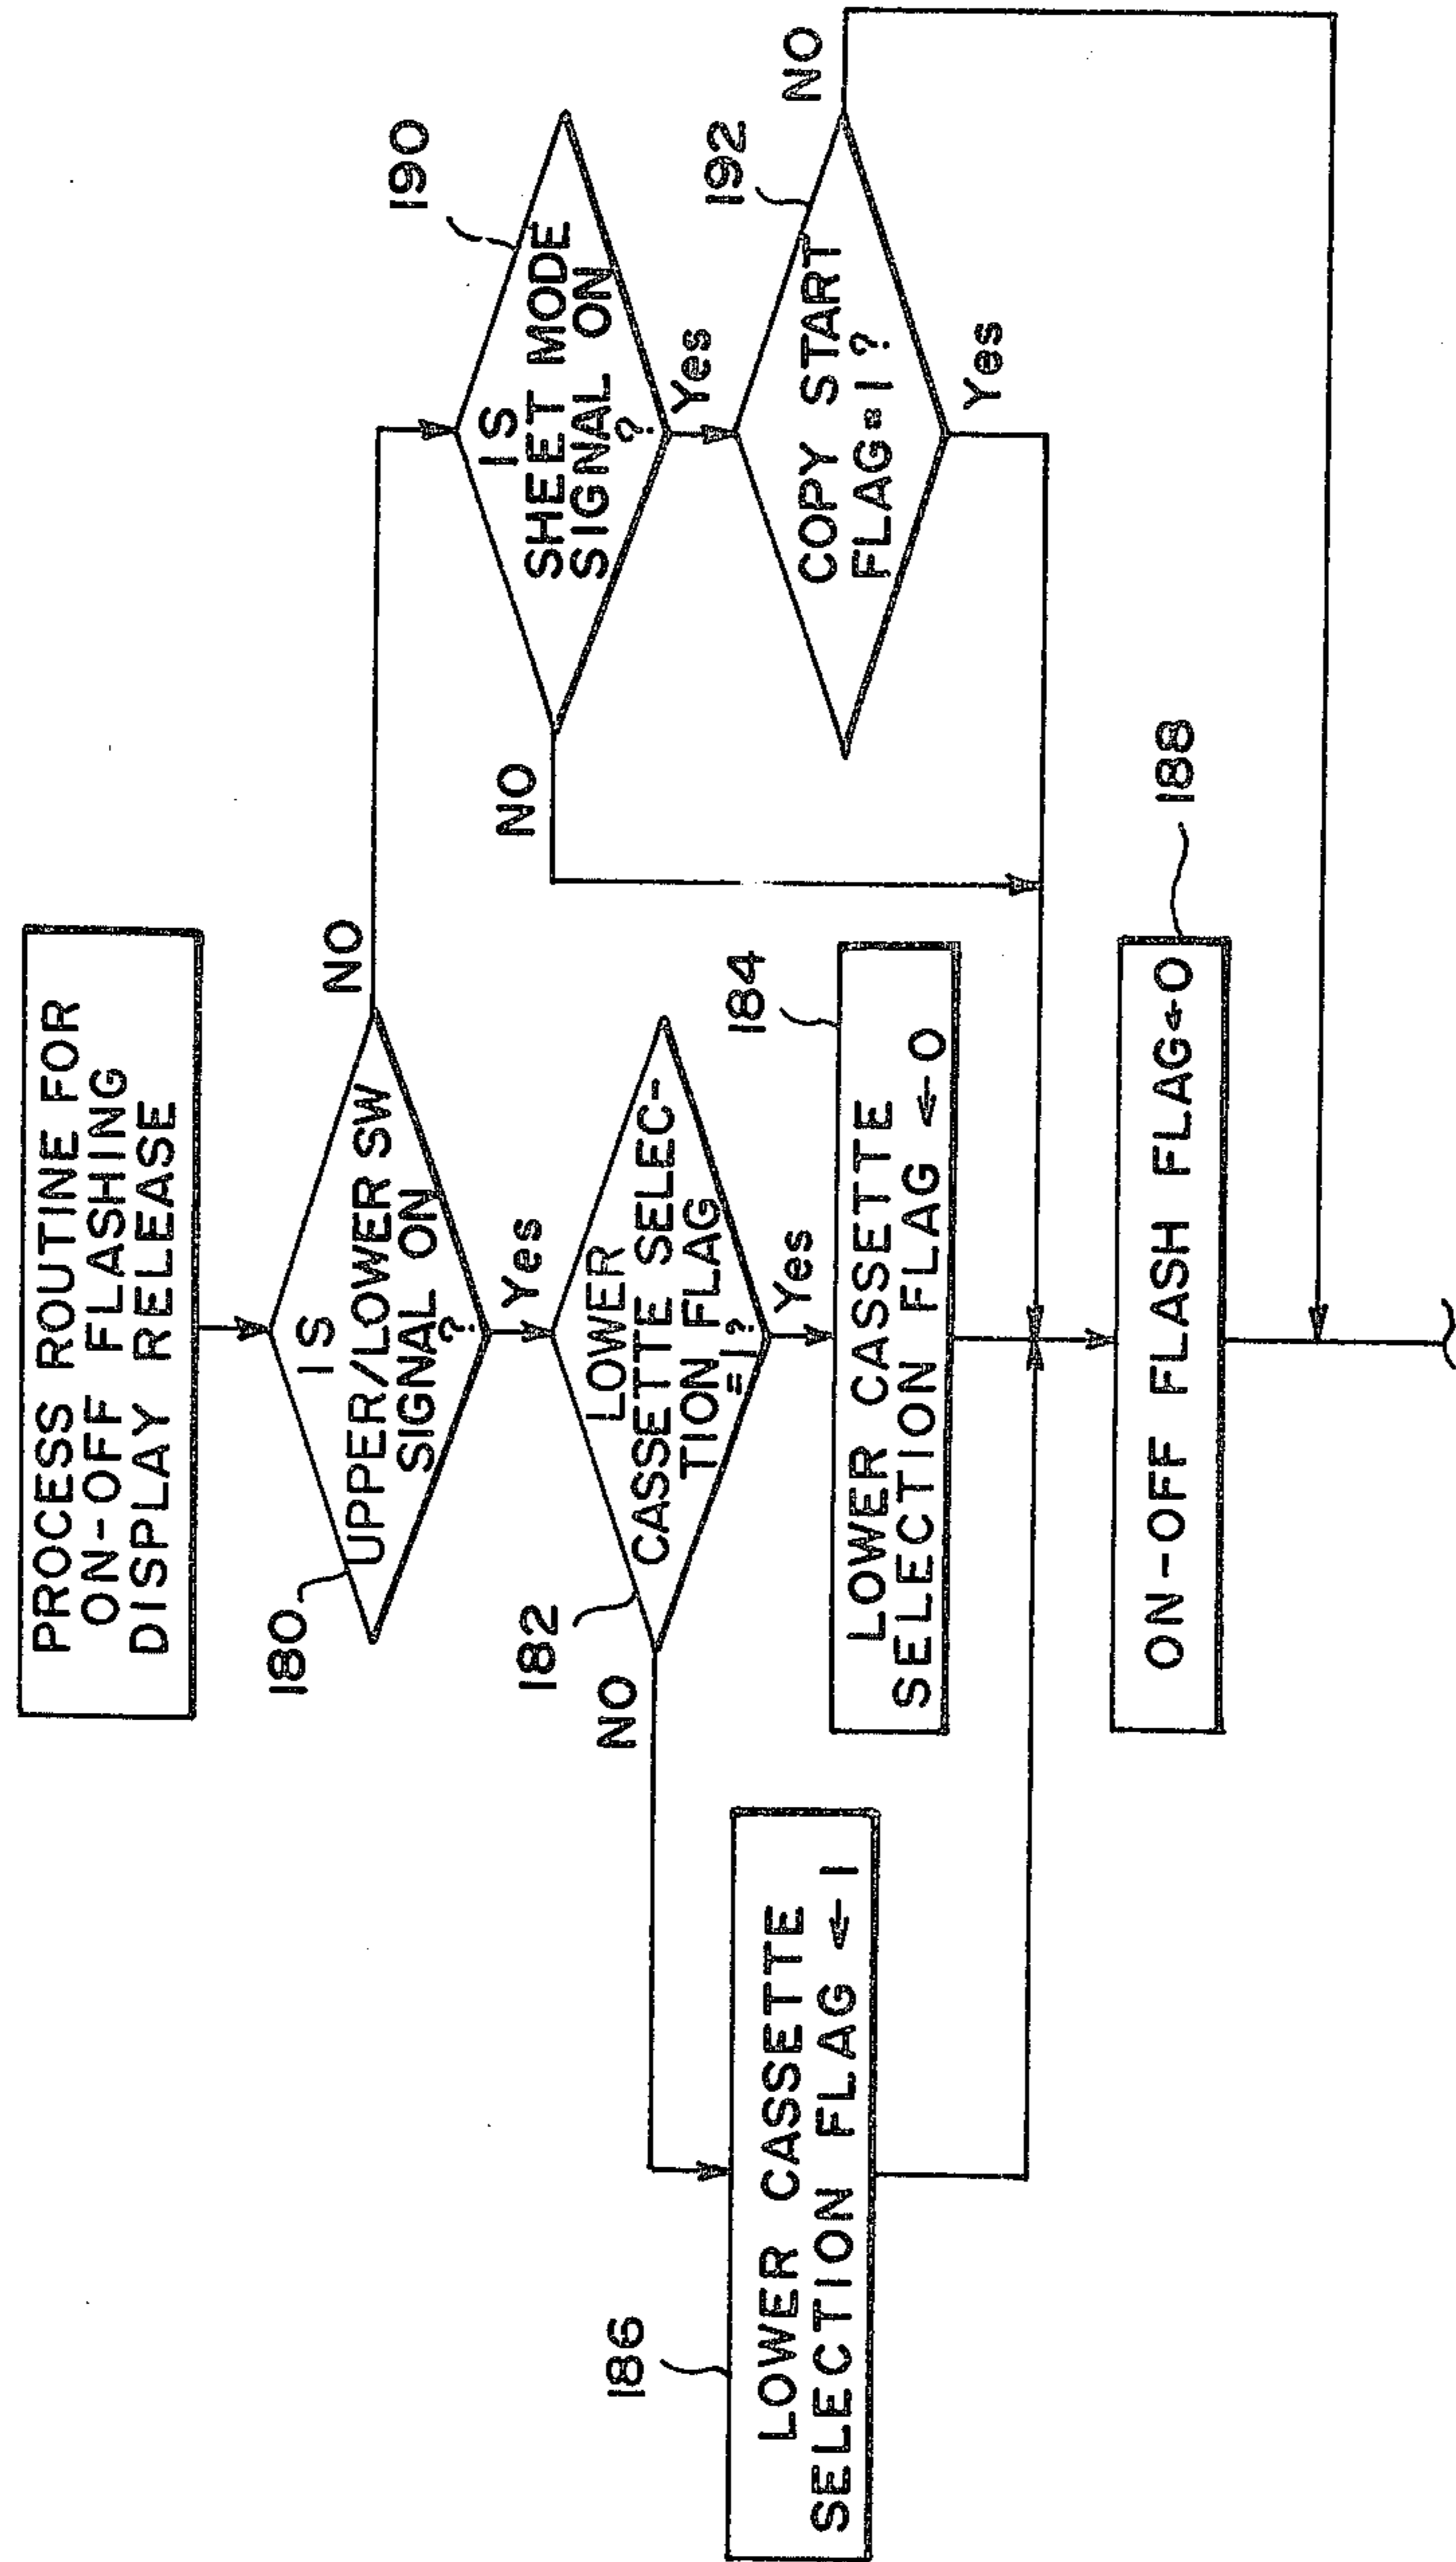 PROCESS ROUTINE FOR
ON-OFF FLASHING
DISPLAY RELEASE
180
IS
UPPER/LOWER SW
SIGNAL ON
?
NO
Yes
182
LOWER
CASSETTE SELEC-
TION FLAG
= 1?
NO
Yes
186
LOWER CASSETTE
SELECTION FLAG ← 1
184
LOWER CASSETTE
SELECTION FLAG ← 0
188
ON-OFF FLASH FLAG←0
190
IS
SHEET MODE
SIGNAL ON
?
NO
Yes
192
COPY START
FLAG=1?
NO
Yes